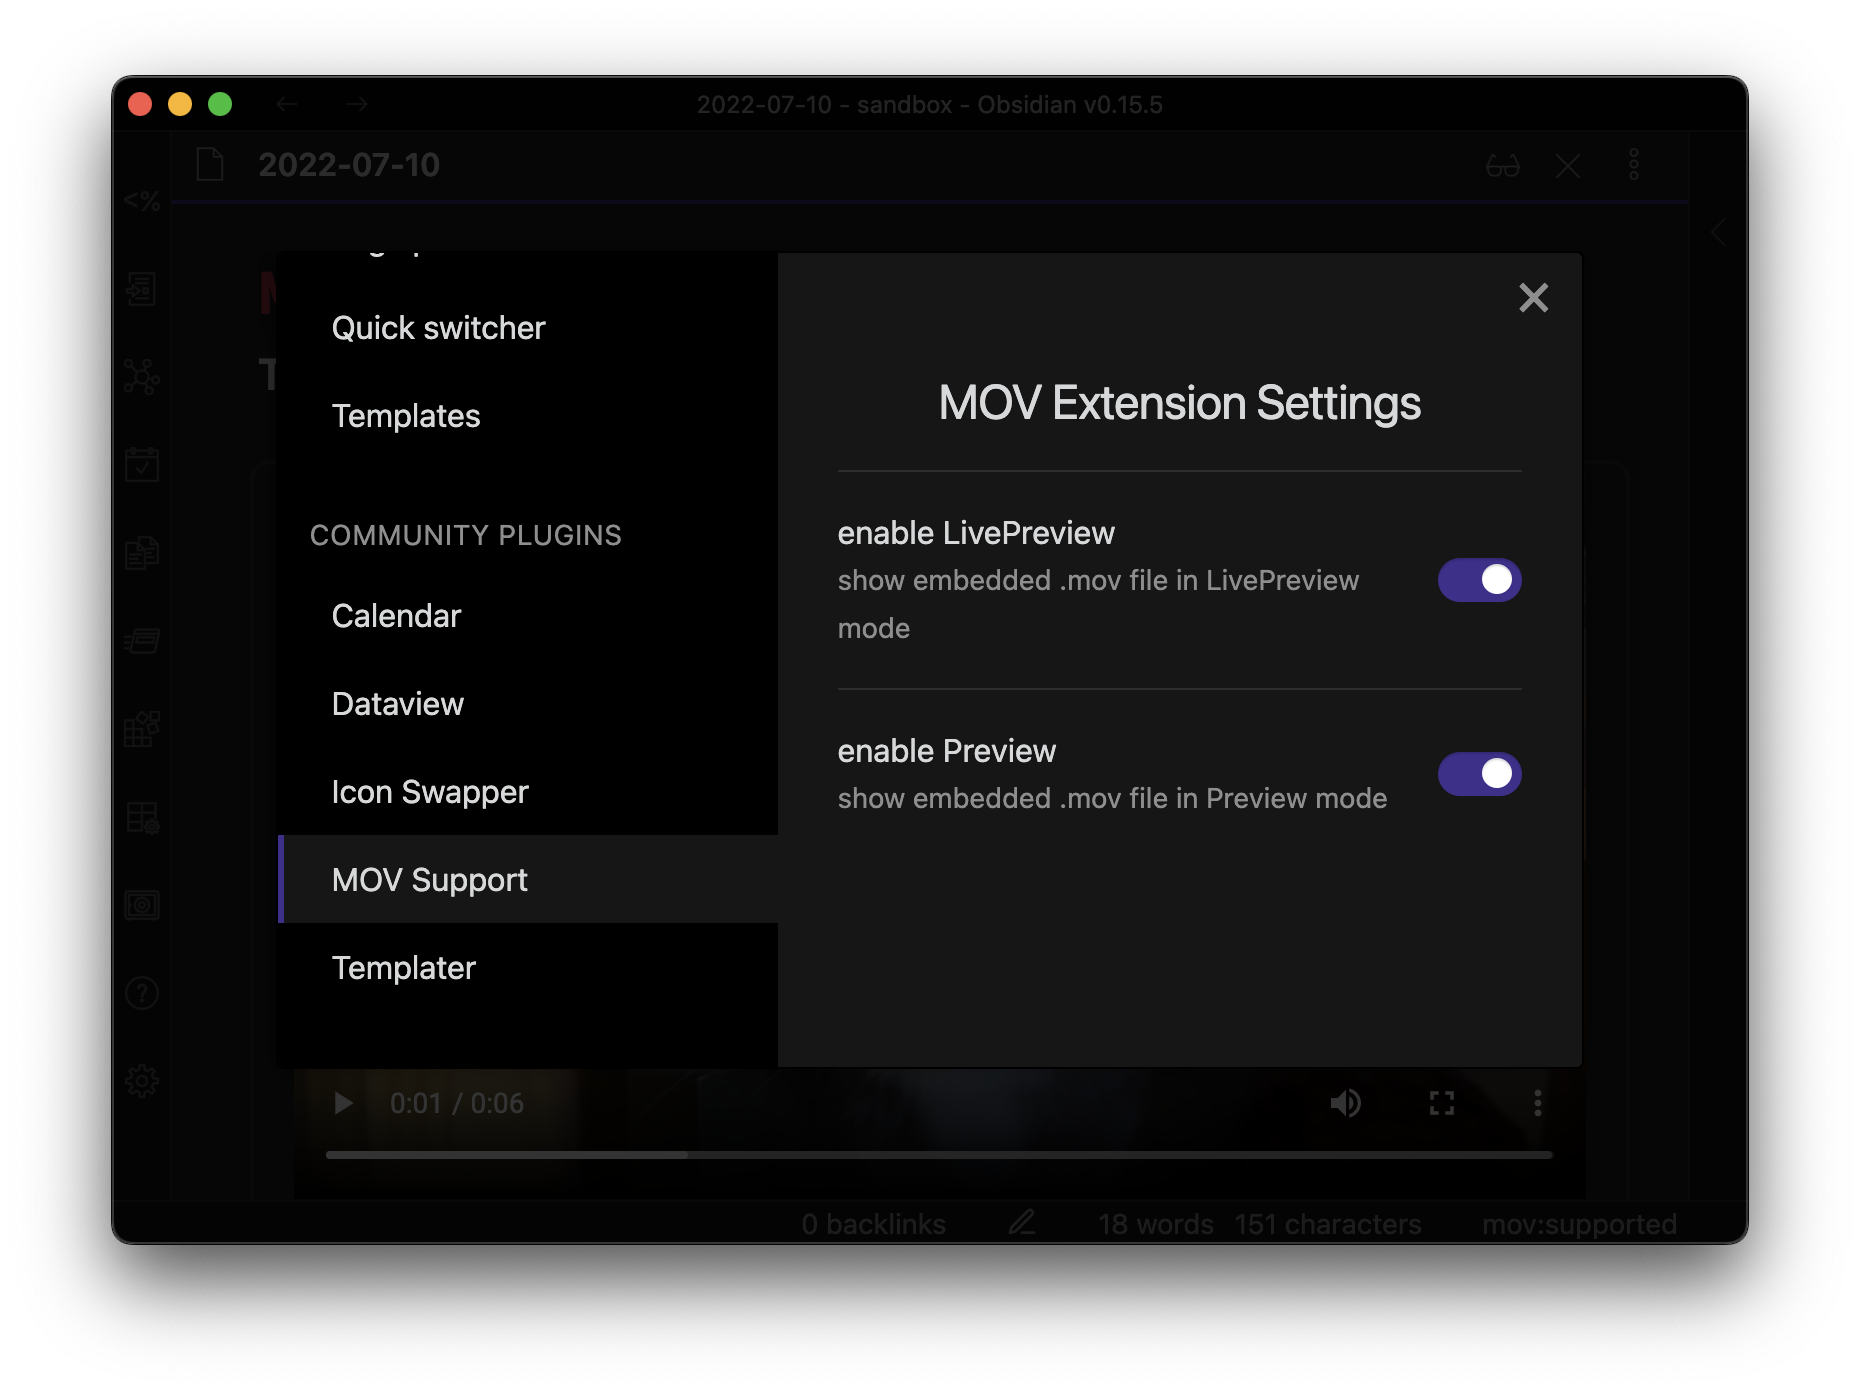 2022-07-10 - sandbox - Obsidian v0.15.5
2022-07-10
<%
Quick switcher
Templates
COMMUNITY PLUGINS
Calendar
Dataview
Icon Swapper
MOV Support
Templater
MOV Extension Settings
enable LivePreview
show embedded .mov file in LivePreview
mode
enable Preview
show embedded .mov file in Preview mode
0:01 / 0:06
0 backlinks
18 words
151 characters
mov:supported